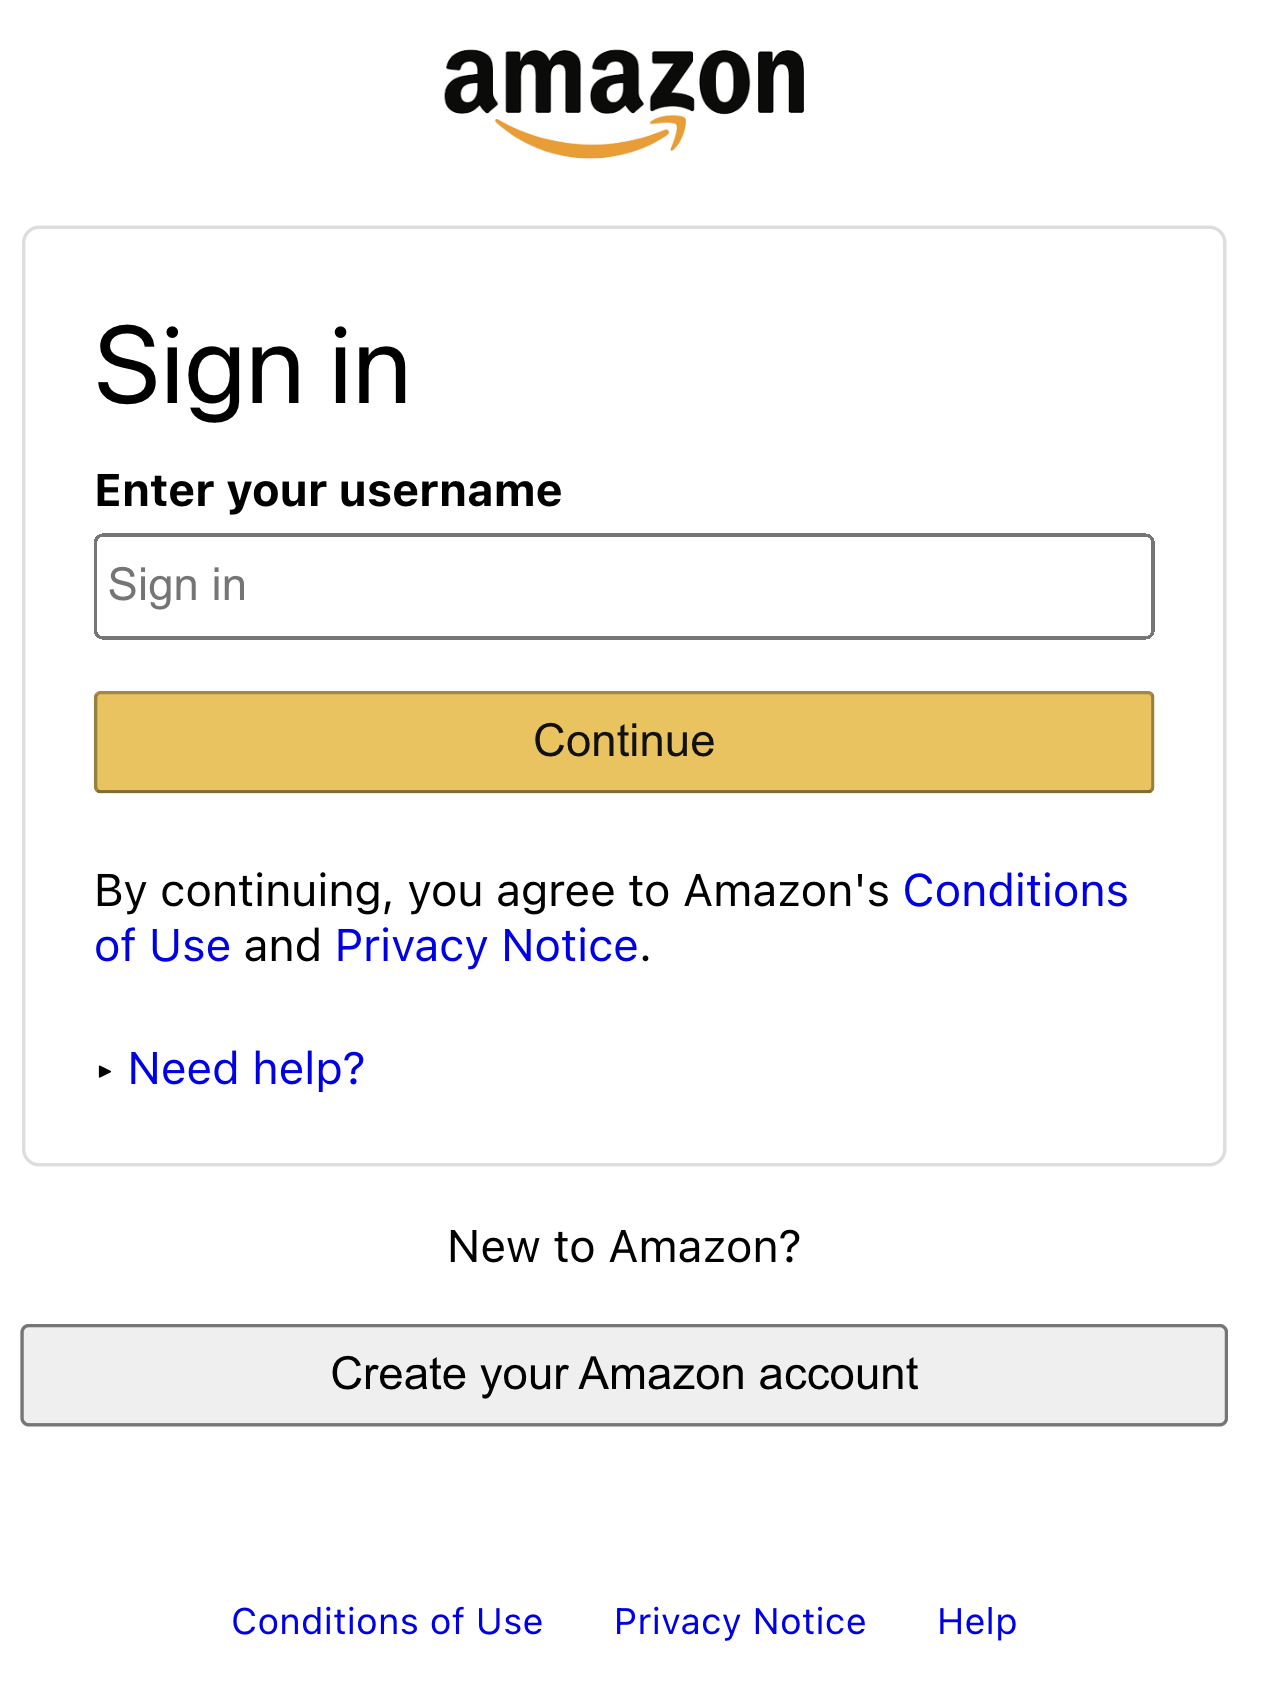 amazon
Sign in
Enter your username
Sign in
Continue
By continuing, you agree to Amazon's Conditions
of Use and Privacy Notice.
Need help?
New to Amazon?
Create your Amazon account
Conditions of Use Privacy Notice Help